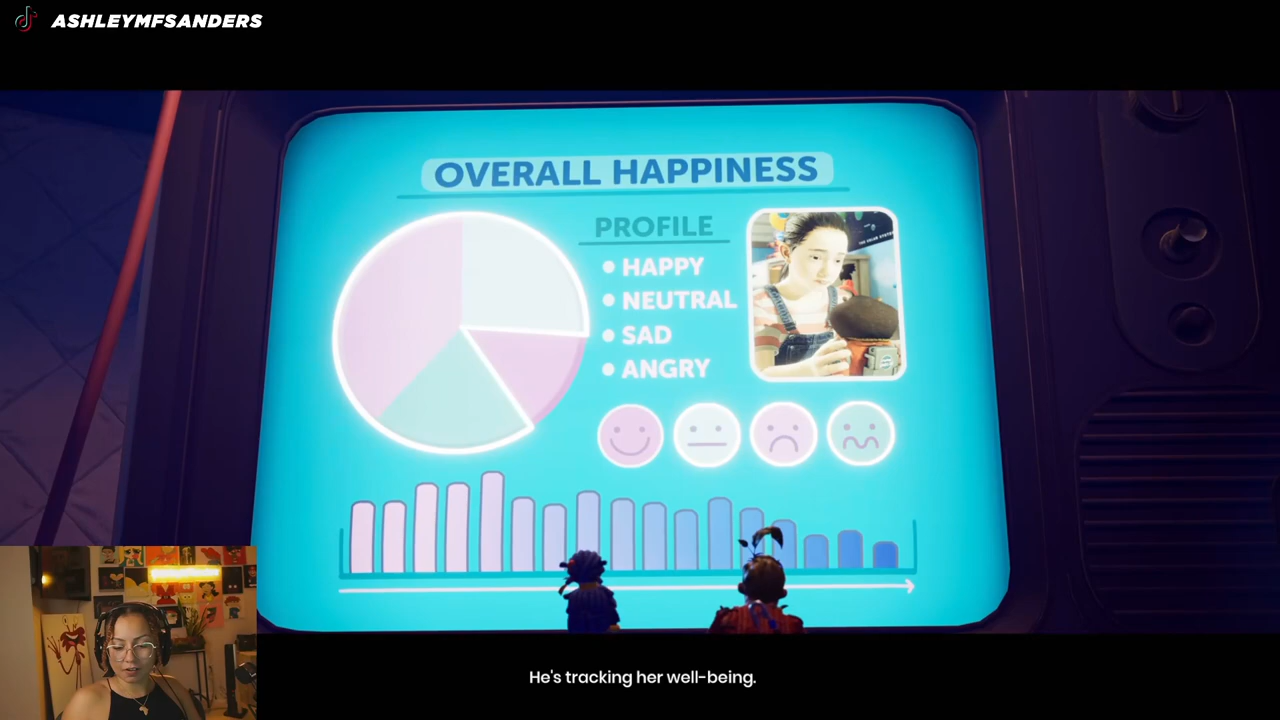 ASHLEYMFSANDERS
OVERALL HAPPINESS
PROFILE
• HAPPY
• NEUTRAL
• SAD
• ANGRY
He's tracking her well-being.